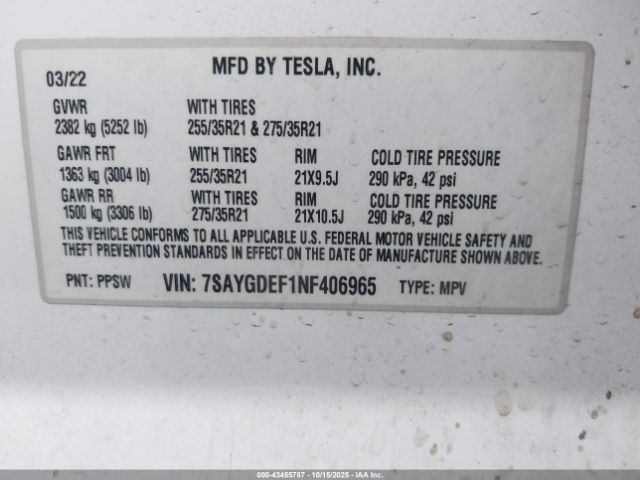 03/22 MFD BY TESLA, INC.
GVWR WITH TIRES
2382 kg (5252 lb) 255/35R21 & 275/35R21
GAWR FRT WITH TIRES RIM COLD TIRE PRESSURE
1363 kg (3004 lb) 255/35R21 21X9.5J 290 kPa, 42 psi
GAWR RR WITH TIRES RIM COLD TIRE PRESSURE
1500 kg (3306 lb) 275/35R21 21X10.5J 290 kPa, 42 psi
THIS VEHICLE CONFORMS TO ALL APPLICABLE U.S. FEDERAL MOTOR VEHICLE SAFETY AND
THEFT PREVENTION STANDARDS IN EFFECT ON THE DATE OF MANUFACTURE SHOWN ABOVE.
PNT: PPSW VIN: 7SAYGDEF1NF406965 TYPE: MPV
000-43455787 - 10/15/2025 - IAA Inc.